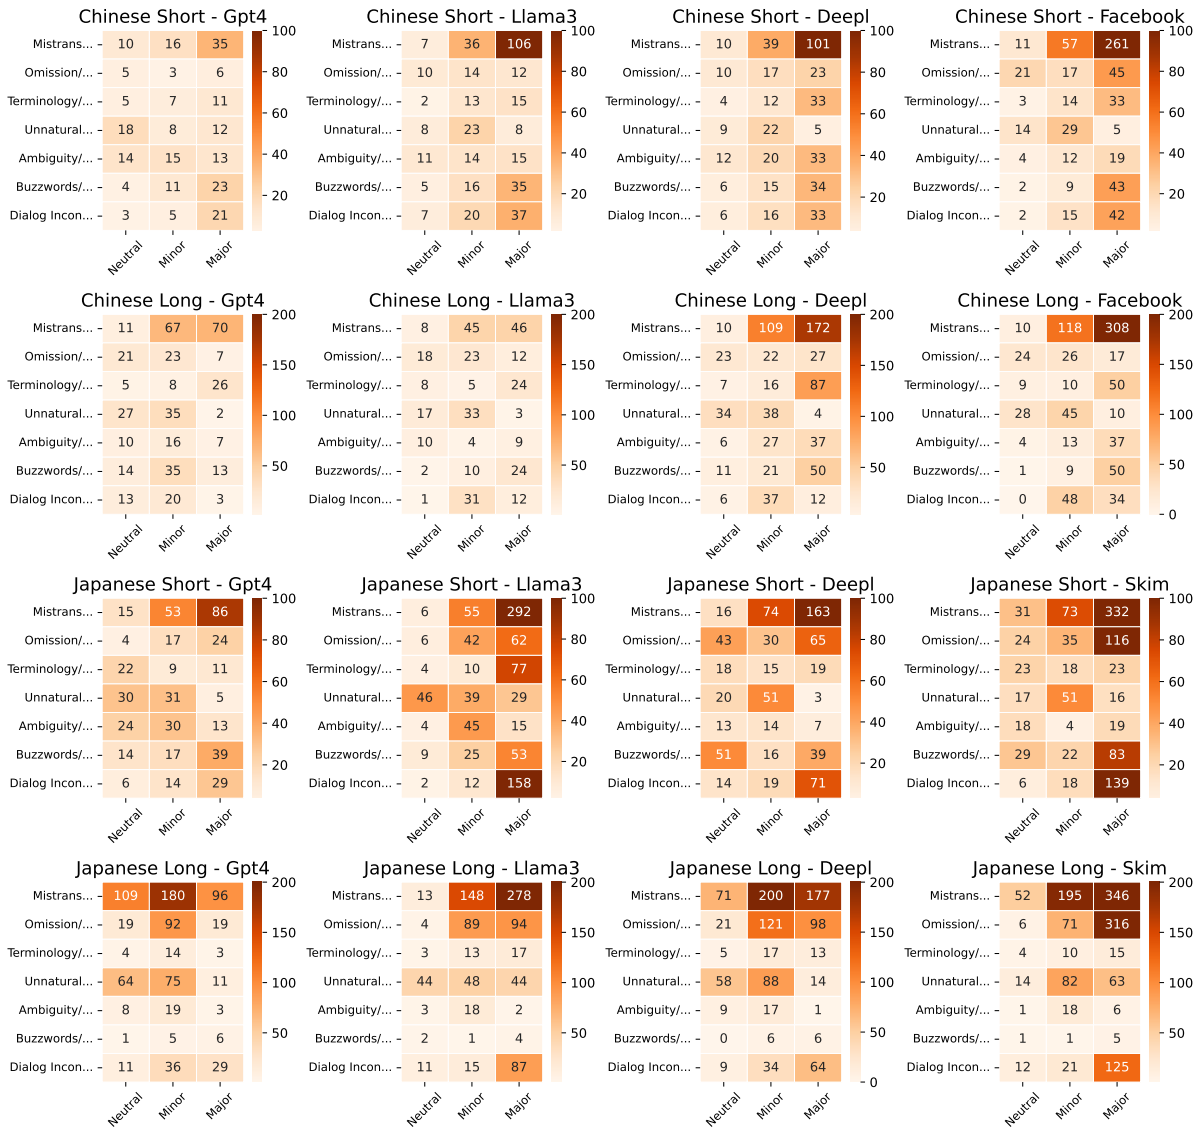 Chinese Short - Gpt4
Mistrans... 10 16 35
Omission/... 5 3 6
Terminology/... 5 7 11
Unnatural... 18 8 12
Ambiguity/... 14 15 13
Buzzwords/... 4 11 23
Dialog Incon... 3 5 21
Neutral Minor Major
100
80
60
40
20
Chinese Short - Llama3
Mistrans... 7 36 106
Omission/... 10 14 12
Terminology/... 2 13 15
Unnatural... 8 23 8
Ambiguity/... 11 14 15
Buzzwords/... 5 16 35
Dialog Incon... 7 20 37
Neutral Minor Major
100
80
60
40
20
Chinese Short - Deepl
Mistrans... 10 39 101
Omission/... 10 17 23
Terminology/... 4 12 33
Unnatural... 9 22 5
Ambiguity/... 12 20 33
Buzzwords/... 6 15 34
Dialog Incon... 6 16 33
Neutral Minor Major
100
80
60
40
20
Chinese Short - Facebook
Mistrans... 11 57 261
Omission/... 21 17 45
Terminology/... 3 14 33
Unnatural... 14 29 5
Ambiguity/... 4 12 19
Buzzwords/... 2 9 43
Dialog Incon... 2 15 42
Neutral Minor Major
100
80
60
40
20
Chinese Long - Gpt4
Mistrans... 11 67 70
Omission/... 21 23 7
Terminology/... 5 8 26
Unnatural... 27 35 2
Ambiguity/... 10 16 7
Buzzwords/... 14 35 13
Dialog Incon... 13 20 3
Neutral Minor Major
200
150
100
50
Chinese Long - Llama3
Mistrans... 8 45 46
Omission/... 18 23 12
Terminology/... 8 5 24
Unnatural... 17 33 3
Ambiguity/... 10 4 9
Buzzwords/... 2 10 24
Dialog Incon... 1 31 12
Neutral Minor Major
200
150
100
50
Chinese Long - Deepl
Mistrans... 10 109 172
Omission/... 23 22 27
Terminology/... 7 16 87
Unnatural... 34 38 4
Ambiguity/... 6 27 37
Buzzwords/... 11 21 50
Dialog Incon... 6 37 12
Neutral Minor Major
200
150
100
50
Chinese Long - Facebook
Mistrans... 10 118 308
Omission/... 24 26 17
Terminology/... 9 10 50
Unnatural... 28 45 10
Ambiguity/... 4 13 37
Buzzwords/... 1 9 50
Dialog Incon... 0 48 34
Neutral Minor Major
200
150
100
50
0
Japanese Short - Gpt4
Mistrans... 15 53 86
Omission/... 4 17 24
Terminology/... 22 9 11
Unnatural... 30 31 5
Ambiguity/... 24 30 13
Buzzwords/... 14 17 39
Dialog Incon... 6 14 29
Neutral Minor Major
100
80
60
40
20
Japanese Short - Llama3
Mistrans... 6 55 292
Omission/... 6 42 62
Terminology/... 4 10 77
Unnatural... 46 39 29
Ambiguity/... 4 45 15
Buzzwords/... 9 25 53
Dialog Incon... 2 12 158
Neutral Minor Major
100
80
60
40
20
Japanese Short - Deepl
Mistrans... 16 74 163
Omission/... 43 30 65
Terminology/... 18 15 19
Unnatural... 20 51 3
Ambiguity/... 13 14 7
Buzzwords/... 51 16 39
Dialog Incon... 14 19 71
Neutral Minor Major
100
80
60
40
20
Japanese Short - Skim
Mistrans... 31 73 332
Omission/... 24 35 116
Terminology/... 23 18 23
Unnatural... 17 51 16
Ambiguity/... 18 4 19
Buzzwords/... 29 22 83
Dialog Incon... 6 18 139
Neutral Minor Major
100
80
60
40
20
Japanese Long - Gpt4
Mistrans... 109 180 96
Omission/... 19 92 19
Terminology/... 4 14 3
Unnatural... 64 75 11
Ambiguity/... 8 19 3
Buzzwords/... 1 5 6
Dialog Incon... 11 36 29
Neutral Minor Major
200
150
100
50
Japanese Long - Llama3
Mistrans... 13 148 278
Omission/... 4 89 94
Terminology/... 3 13 17
Unnatural... 44 48 44
Ambiguity/... 3 18 2
Buzzwords/... 2 1 4
Dialog Incon... 11 15 87
Neutral Minor Major
200
150
100
50
Japanese Long - Deepl
Mistrans... 71 200 177
Omission/... 21 121 98
Terminology/... 5 17 13
Unnatural... 58 88 14
Ambiguity/... 9 17 1
Buzzwords/... 0 6 6
Dialog Incon... 9 34 64
Neutral Minor Major
200
150
100
50
0
Japanese Long - Skim
Mistrans... 52 195 346
Omission/... 6 71 316
Terminology/... 4 10 15
Unnatural... 14 82 63
Ambiguity/... 1 18 6
Buzzwords/... 1 1 5
Dialog Incon... 12 21 125
Neutral Minor Major
200
150
100
50